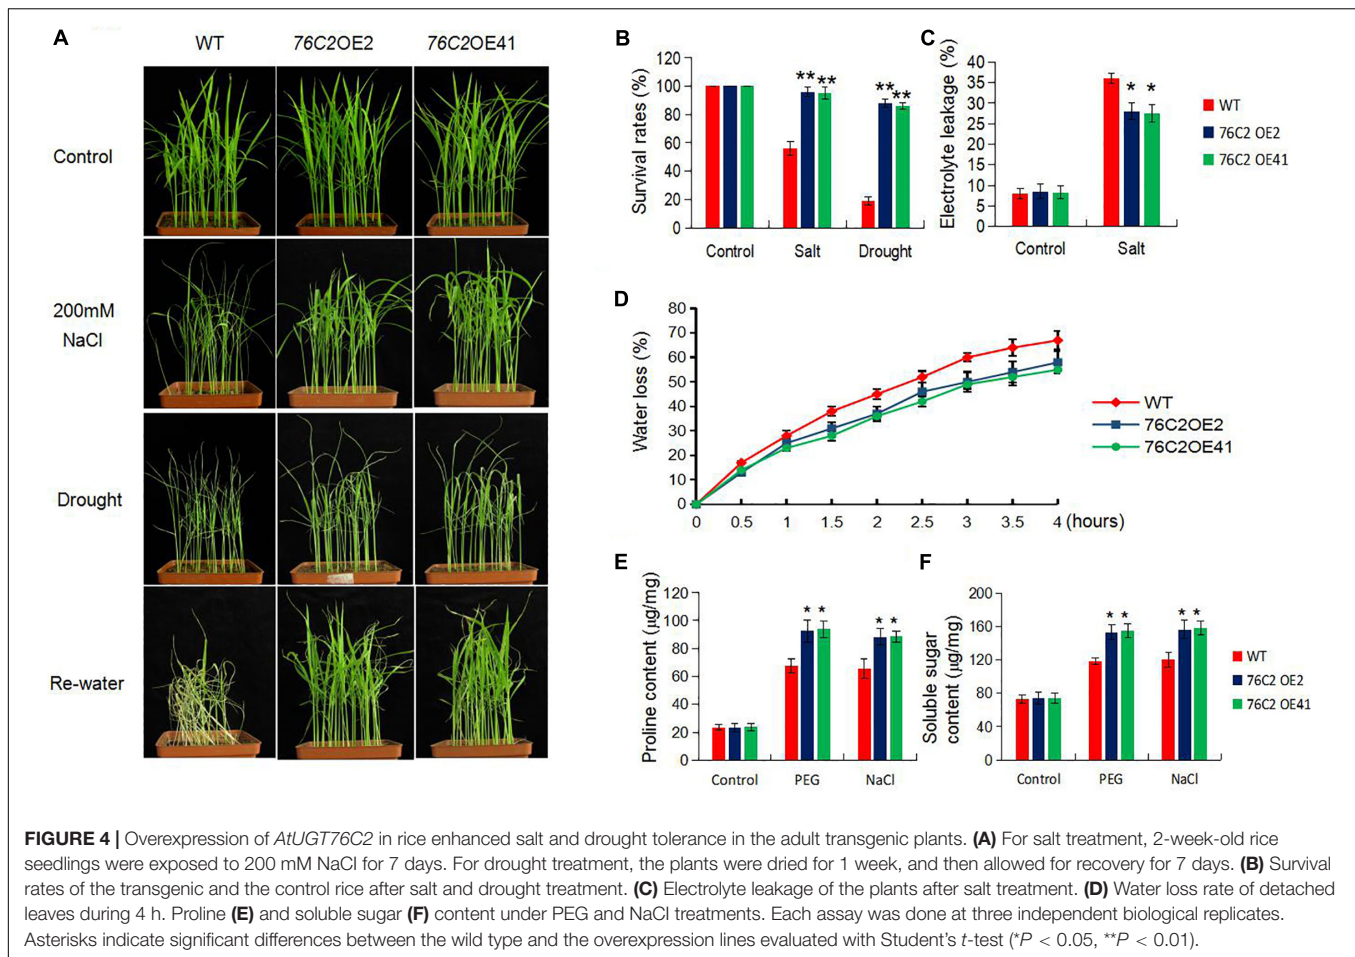 A
WT
76C2OE2
76C2OE41
Control
200mM
NaCl
Drought
Re-water
B
Survival rates (%)
120
100
80
60
40
20
0
Control
Salt
Drought
**
**
**
**
C
Electrolyte leakage (%)
40
35
30
25
20
15
10
5
0
Control
Salt
*
*
WT
76C2 OE2
76C2 OE41
D
Water loss (%)
80
70
60
50
40
30
20
10
0
0
0.5
1
1.5
2
2.5
3
3.5
4
(hours)
WT
76C2OE2
76C2OE41
E
Proline content (µg/mg)
120
100
80
60
40
20
0
Control
PEG
NaCl
*
*
*
*
F
Soluble sugar
content (µg/mg)
200
160
120
80
40
0
Control
PEG
NaCl
*
*
*
*
WT
76C2 OE2
76C2 OE41
FIGURE 4 | Overexpression of AtUGT76C2 in rice enhanced salt and drought tolerance in the adult transgenic plants. (A) For salt treatment, 2-week-old rice
seedlings were exposed to 200 mM NaCl for 7 days. For drought treatment, the plants were dried for 1 week, and then allowed for recovery for 7 days. (B) Survival
rates of the transgenic and the control rice after salt and drought treatment. (C) Electrolyte leakage of the plants after salt treatment. (D) Water loss rate of detached
leaves during 4 h. Proline (E) and soluble sugar (F) content under PEG and NaCl treatments. Each assay was done at three independent biological replicates.
Asterisks indicate significant differences between the wild type and the overexpression lines evaluated with Student's t-test (*P < 0.05, **P < 0.01).